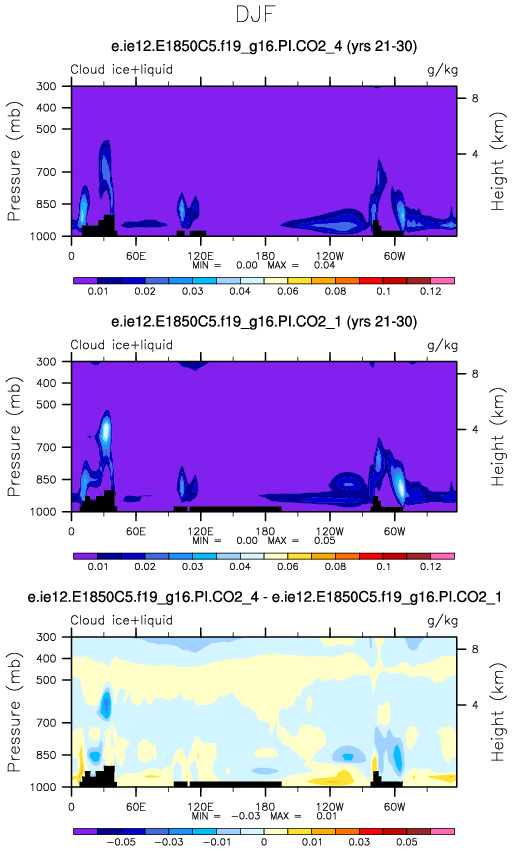 DJF
e.ie12.E1850C5.f19_g16.PI.CO2_4 (yrs 21-30)
Cloud ice+liquid g/kg
300
400
500
700
850
1000
Pressure (mb)
8
4
Height (km)
0 60E 120E 180 120W 60W
MIN = 0.00 MAX = 0.04
0.01 0.02 0.03 0.04 0.06 0.08 0.1 0.12
e.ie12.E1850C5.f19_g16.PI.CO2_1 (yrs 21-30)
Cloud ice+liquid g/kg
300
400
500
700
850
1000
Pressure (mb)
8
4
Height (km)
0 60E 120E 180 120W 60W
MIN = 0.00 MAX = 0.05
0.01 0.02 0.03 0.04 0.06 0.08 0.1 0.12
e.ie12.E1850C5.f19_g16.PI.CO2_4 - e.ie12.E1850C5.f19_g16.PI.CO2_1
Cloud ice+liquid g/kg
300
400
500
700
850
1000
Pressure (mb)
8
4
Height (km)
0 60E 120E 180 120W 60W
MIN = -0.03 MAX = 0.01
-0.05 -0.03 -0.01 0 0.01 0.03 0.05